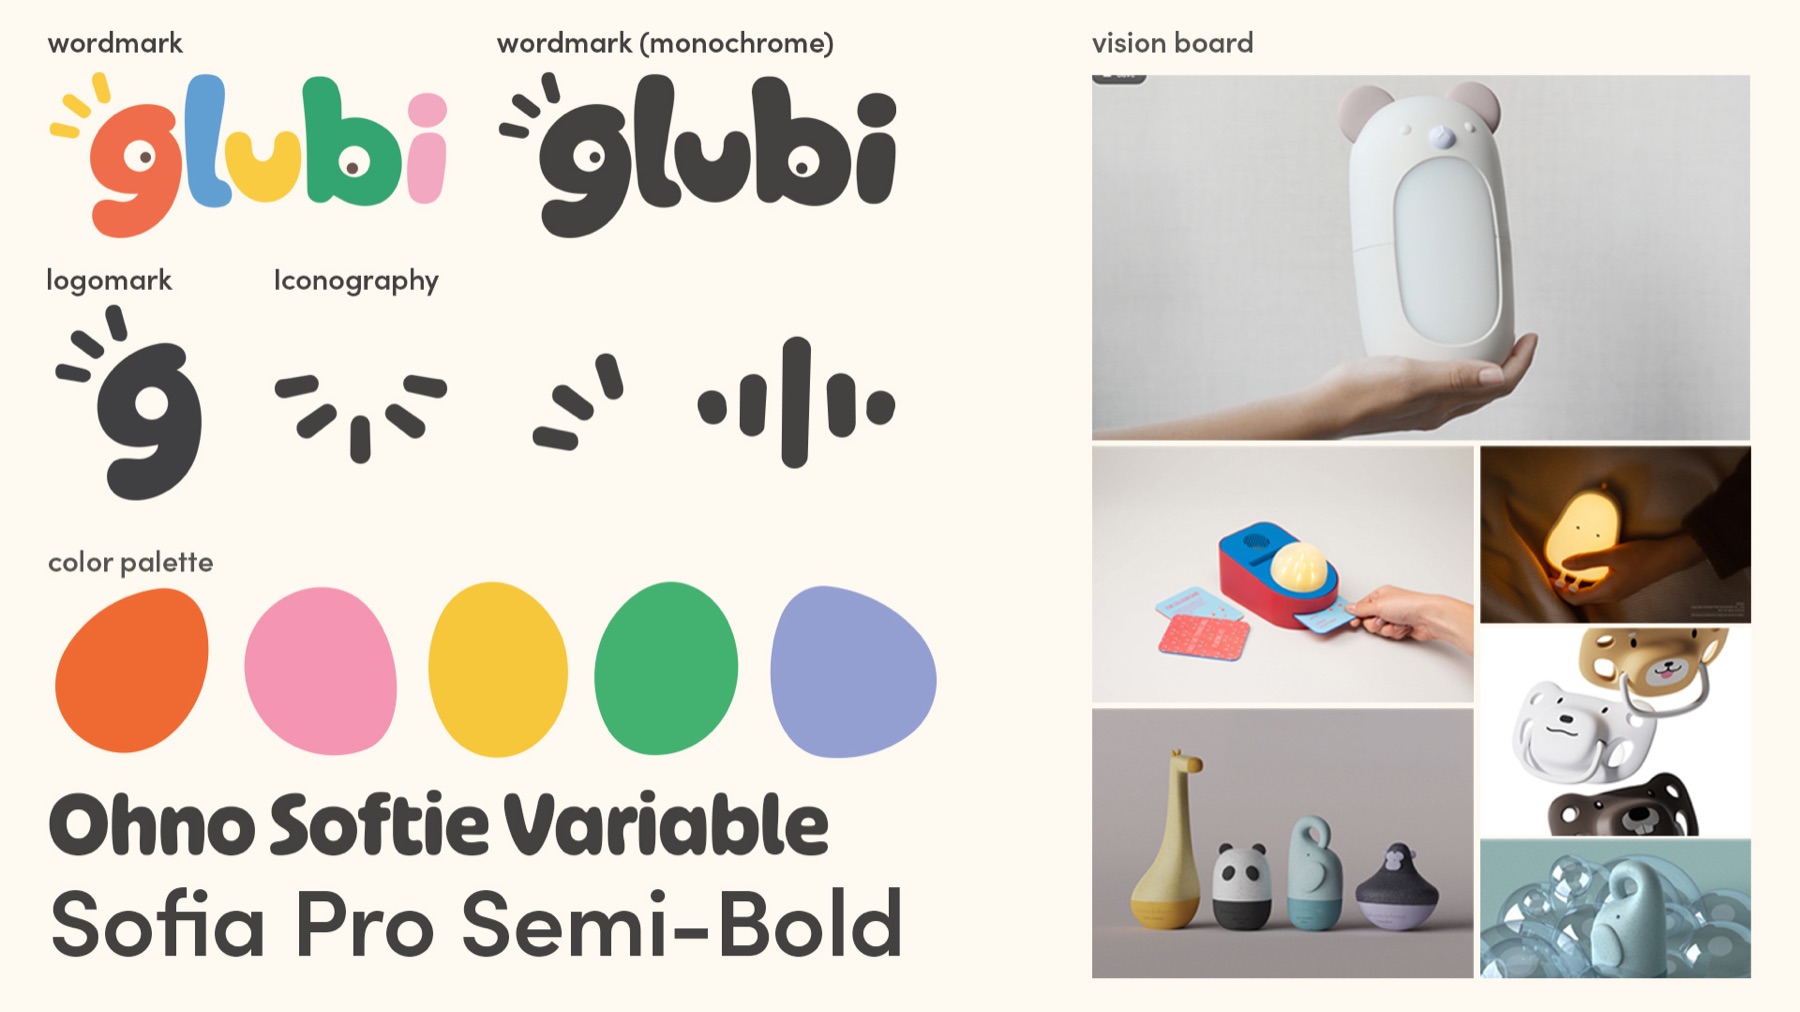 wordmark
glubi
wordmark (monochrome)
glubi
logomark
g
Iconography
color palette
Ohno Softie Variable
Sofia Pro Semi-Bold
vision board